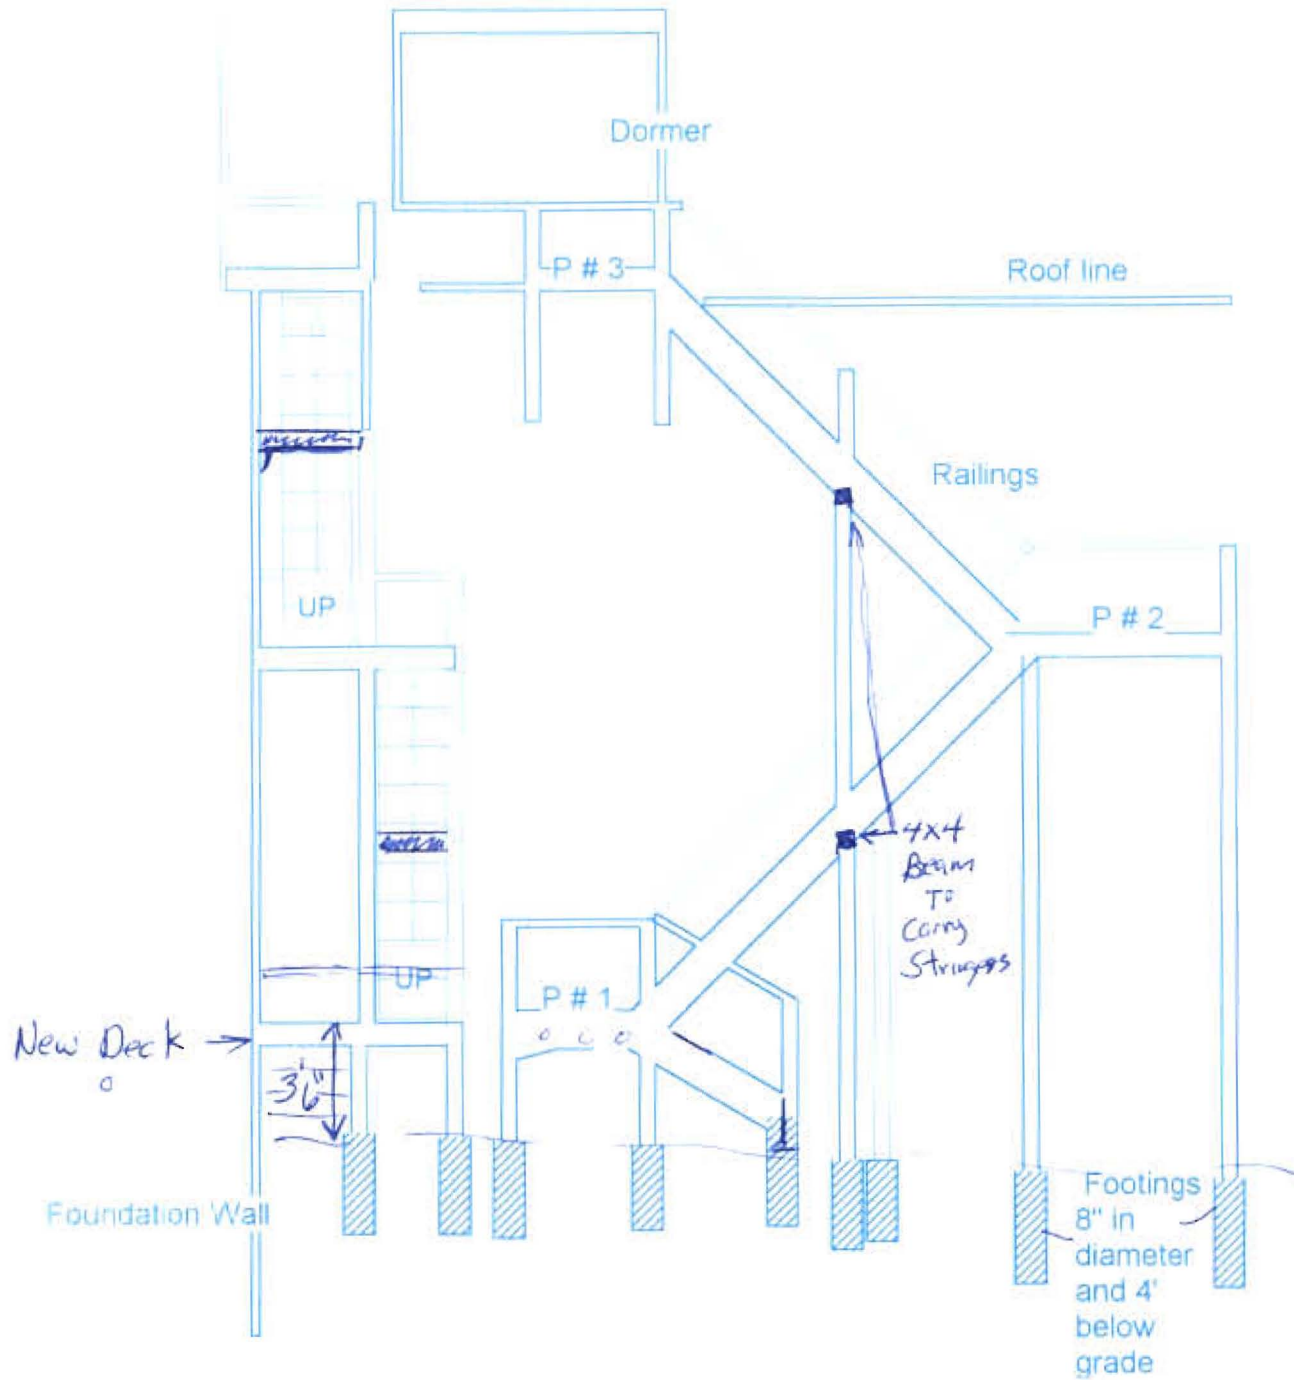 Dormer
P # 3
Roof line
Railings
UP
P # 2
4x4
Beam
To
Carry
Stringers
UP
P # 1
New Deck
3'6"
Foundation Wall
Footings
8" in
diameter
and 4'
below
grade